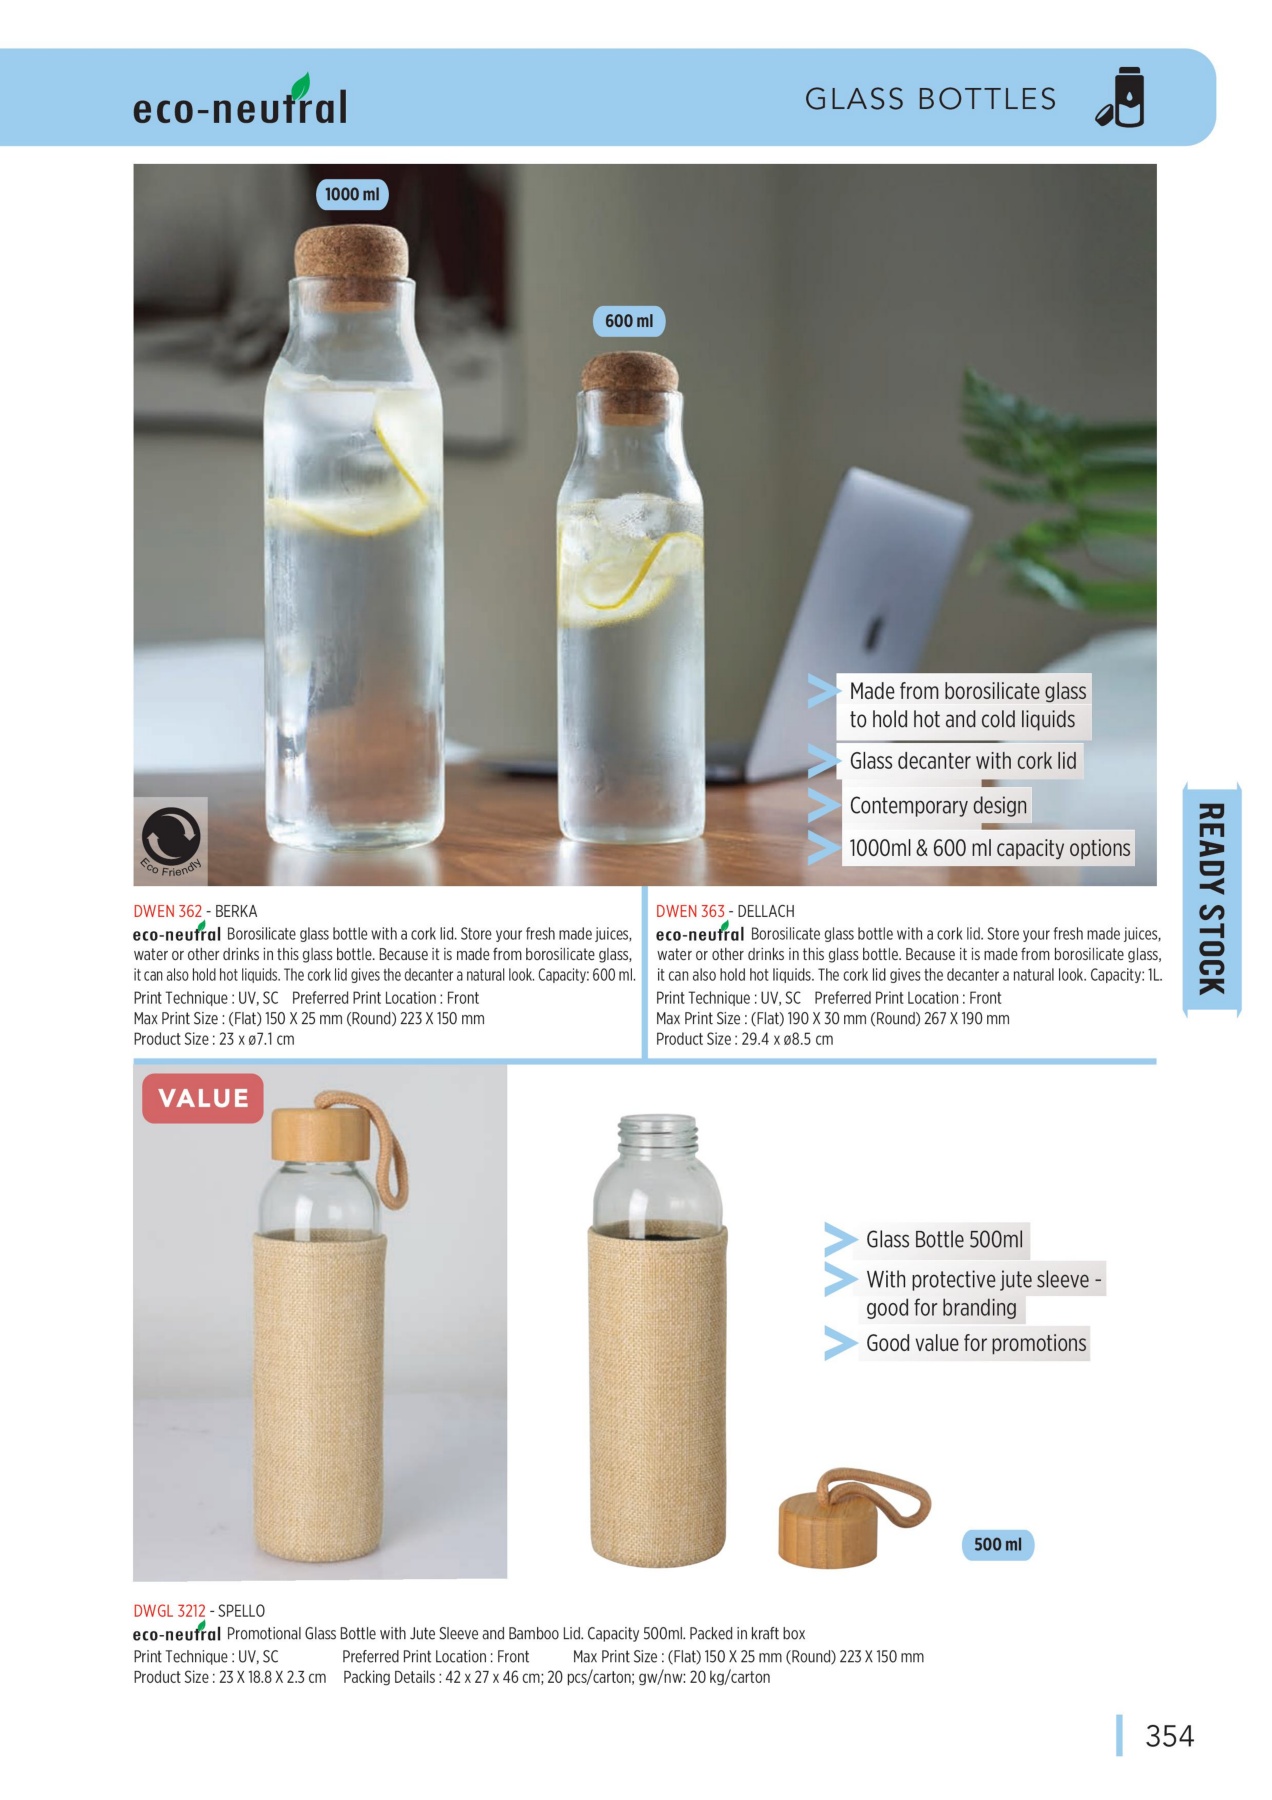 eco-neutral
GLASS BOTTLES
1000 ml
600 ml
Made from borosilicate glass
to hold hot and cold liquids
Glass decanter with cork lid
Contemporary design
1000ml & 600 ml capacity options
Eco Friendly
READY STOCK
DWEN 362 - BERKA
eco-neutral Borosilicate glass bottle with a cork lid. Store your fresh made juices,
water or other drinks in this glass bottle. Because it is made from borosilicate glass,
it can also hold hot liquids. The cork lid gives the decanter a natural look. Capacity: 600 ml.
Print Technique : UV, SC Preferred Print Location : Front
Max Print Size : (Flat) 150 X 25 mm (Round) 223 X 150 mm
Product Size : 23 x ø7.1 cm
DWEN 363 - DELLACH
eco-neutral Borosilicate glass bottle with a cork lid. Store your fresh made juices,
water or other drinks in this glass bottle. Because it is made from borosilicate glass,
it can also hold hot liquids. The cork lid gives the decanter a natural look. Capacity: 1L.
Print Technique : UV, SC Preferred Print Location : Front
Max Print Size : (Flat) 190 X 30 mm (Round) 267 X 190 mm
Product Size : 29.4 x ø8.5 cm
VALUE
Glass Bottle 500ml
With protective jute sleeve -
good for branding
Good value for promotions
500 ml
DWGL 3212 - SPELLO
eco-neutral Promotional Glass Bottle with Jute Sleeve and Bamboo Lid. Capacity 500ml. Packed in kraft box
Print Technique : UV, SC Preferred Print Location : Front Max Print Size : (Flat) 150 X 25 mm (Round) 223 X 150 mm
Product Size : 23 X 18.8 X 2.3 cm Packing Details : 42 x 27 x 46 cm; 20 pcs/carton; gw/nw: 20 kg/carton
354